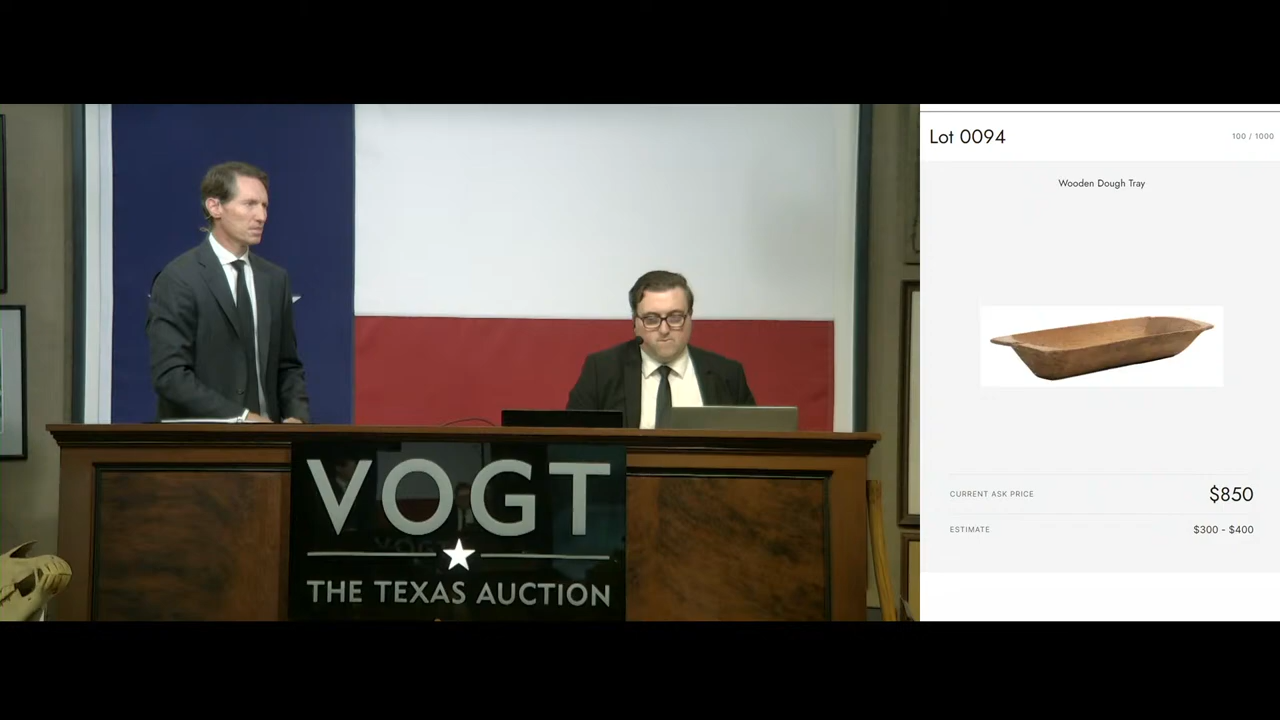 VOGT
THE TEXAS AUCTION
Lot 0094
100 / 1000
Wooden Dough Tray
CURRENT ASK PRICE
$850
ESTIMATE
$300 - $400